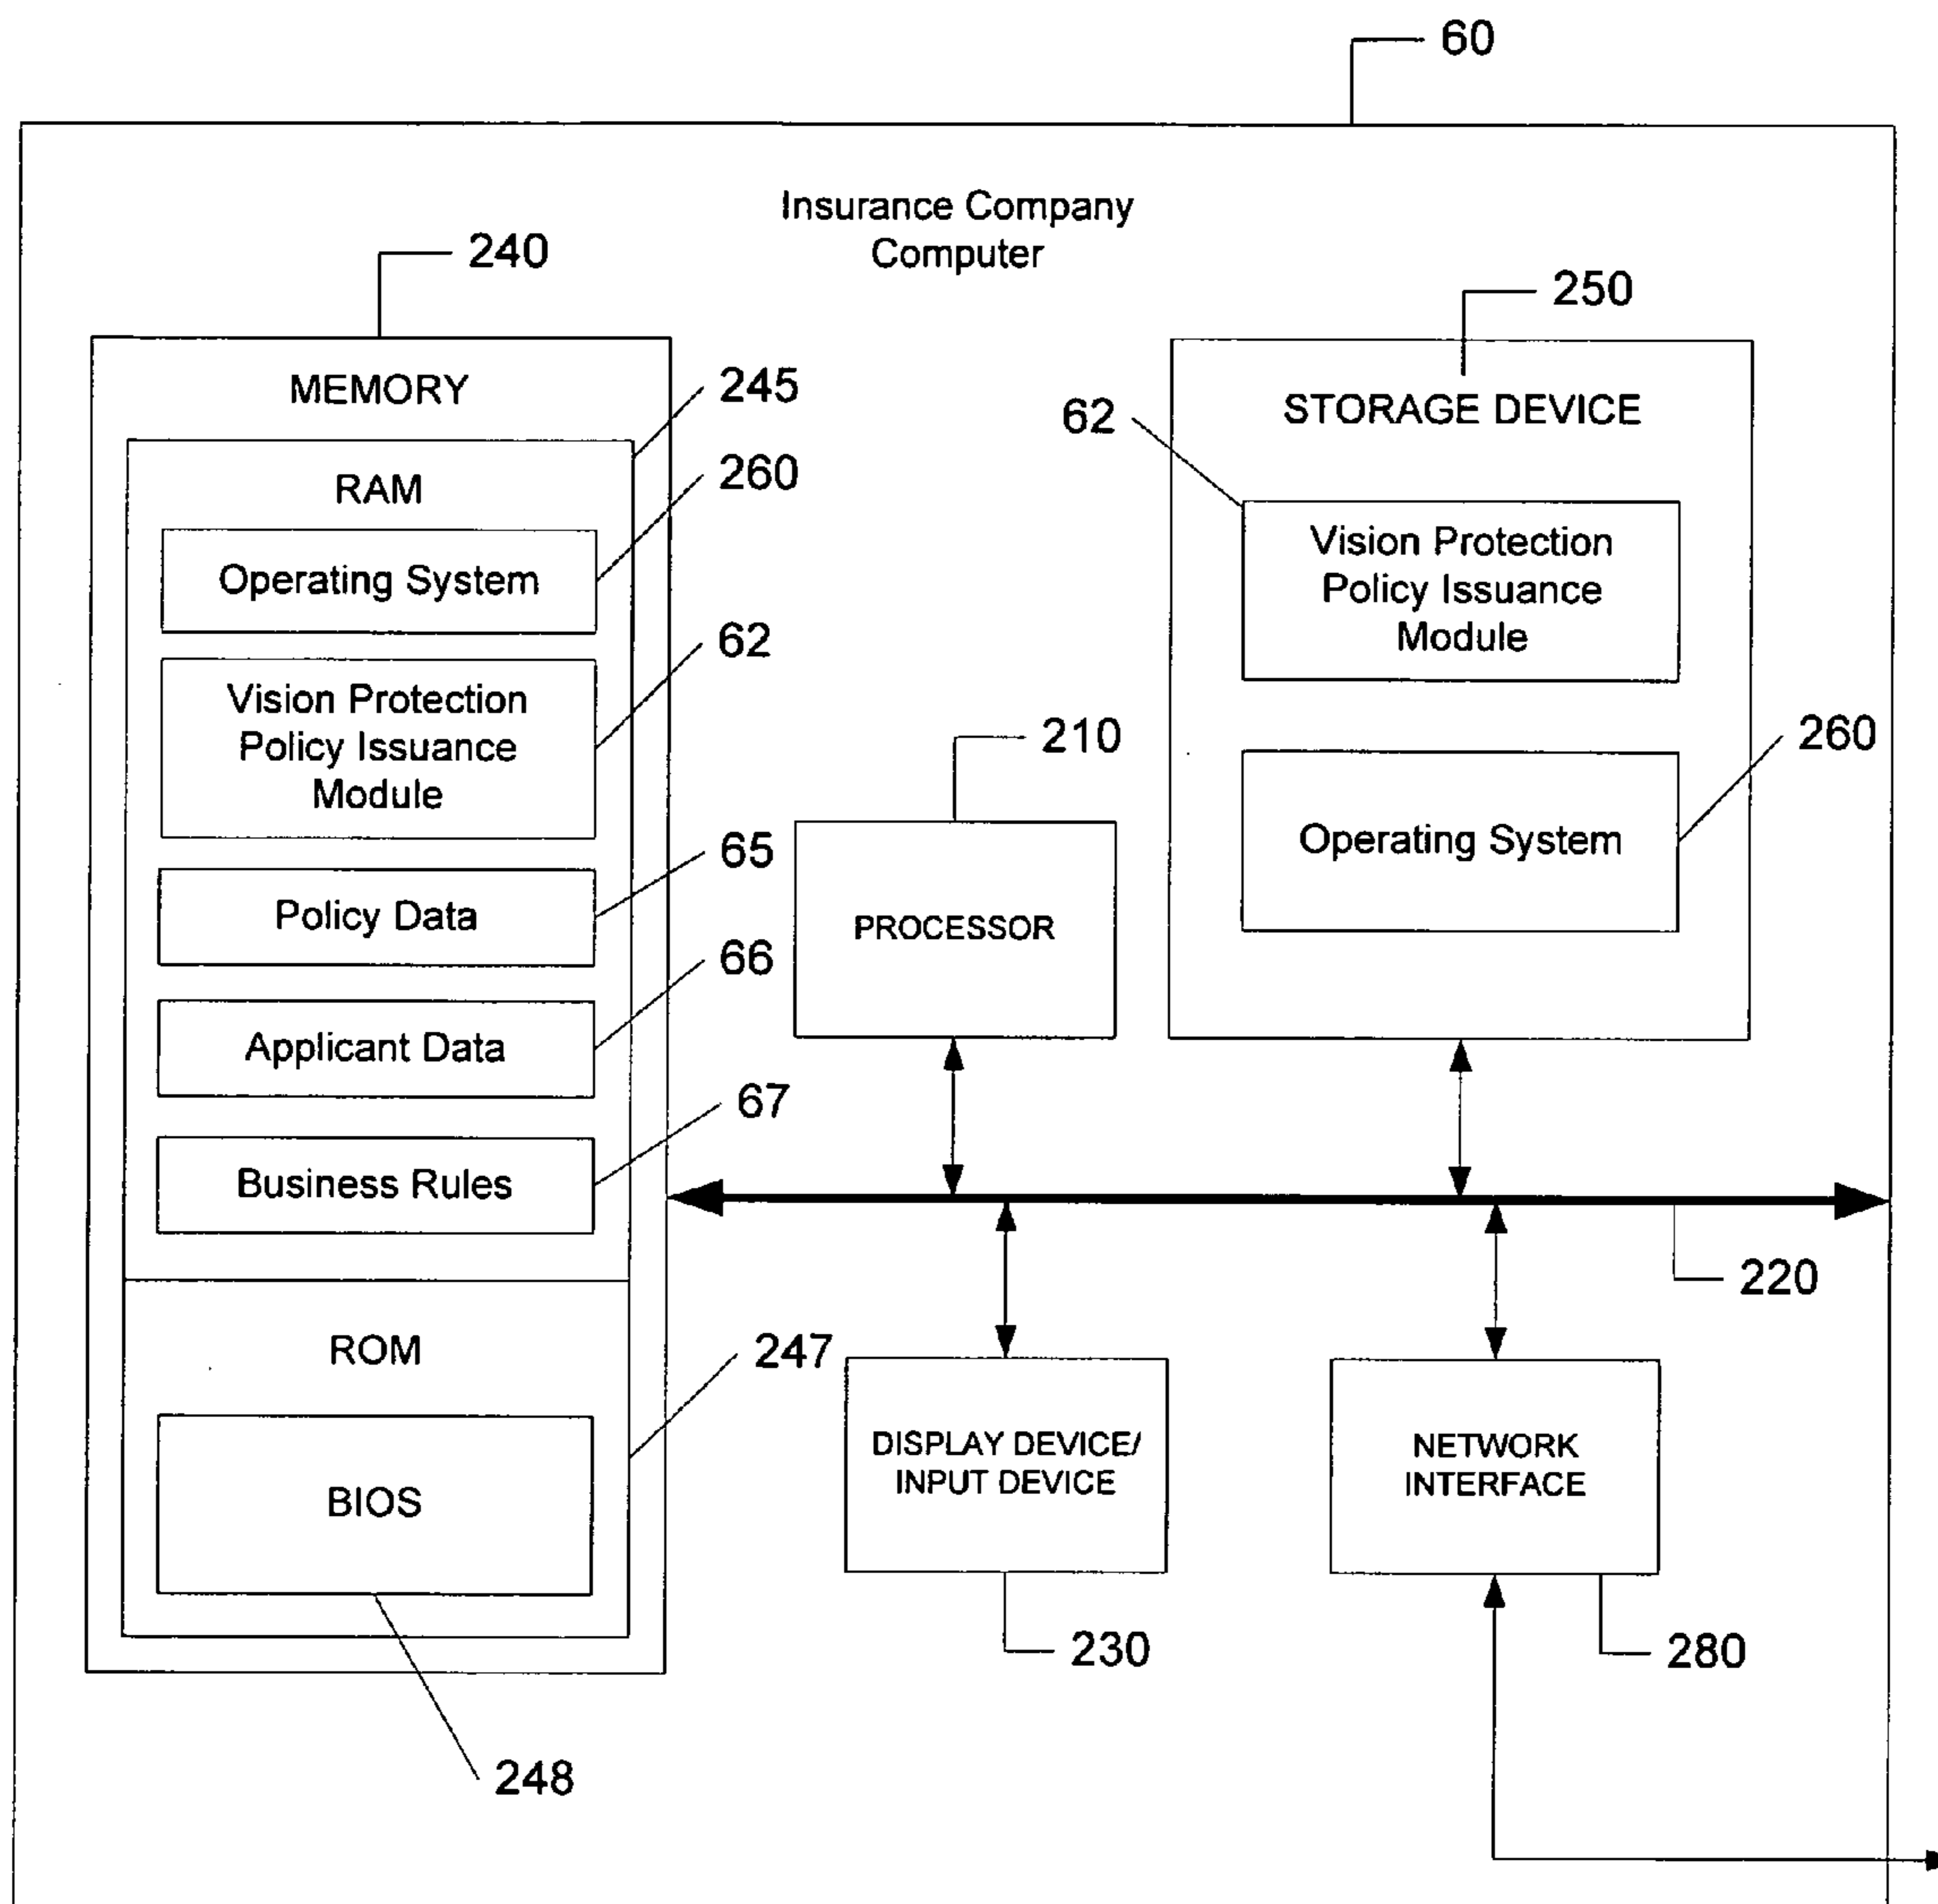 60
Insurance Company
Computer
240
250
MEMORY
245
STORAGE DEVICE
62
RAM
260
Operating System
Vision Protection
Policy Issuance
Module
62
Vision Protection
Policy Issuance
Module
210
260
Operating System
65
Policy Data
PROCESSOR
66
Applicant Data
67
Business Rules
220
ROM
247
DISPLAY DEVICE/
INPUT DEVICE
NETWORK
INTERFACE
BIOS
230
280
248